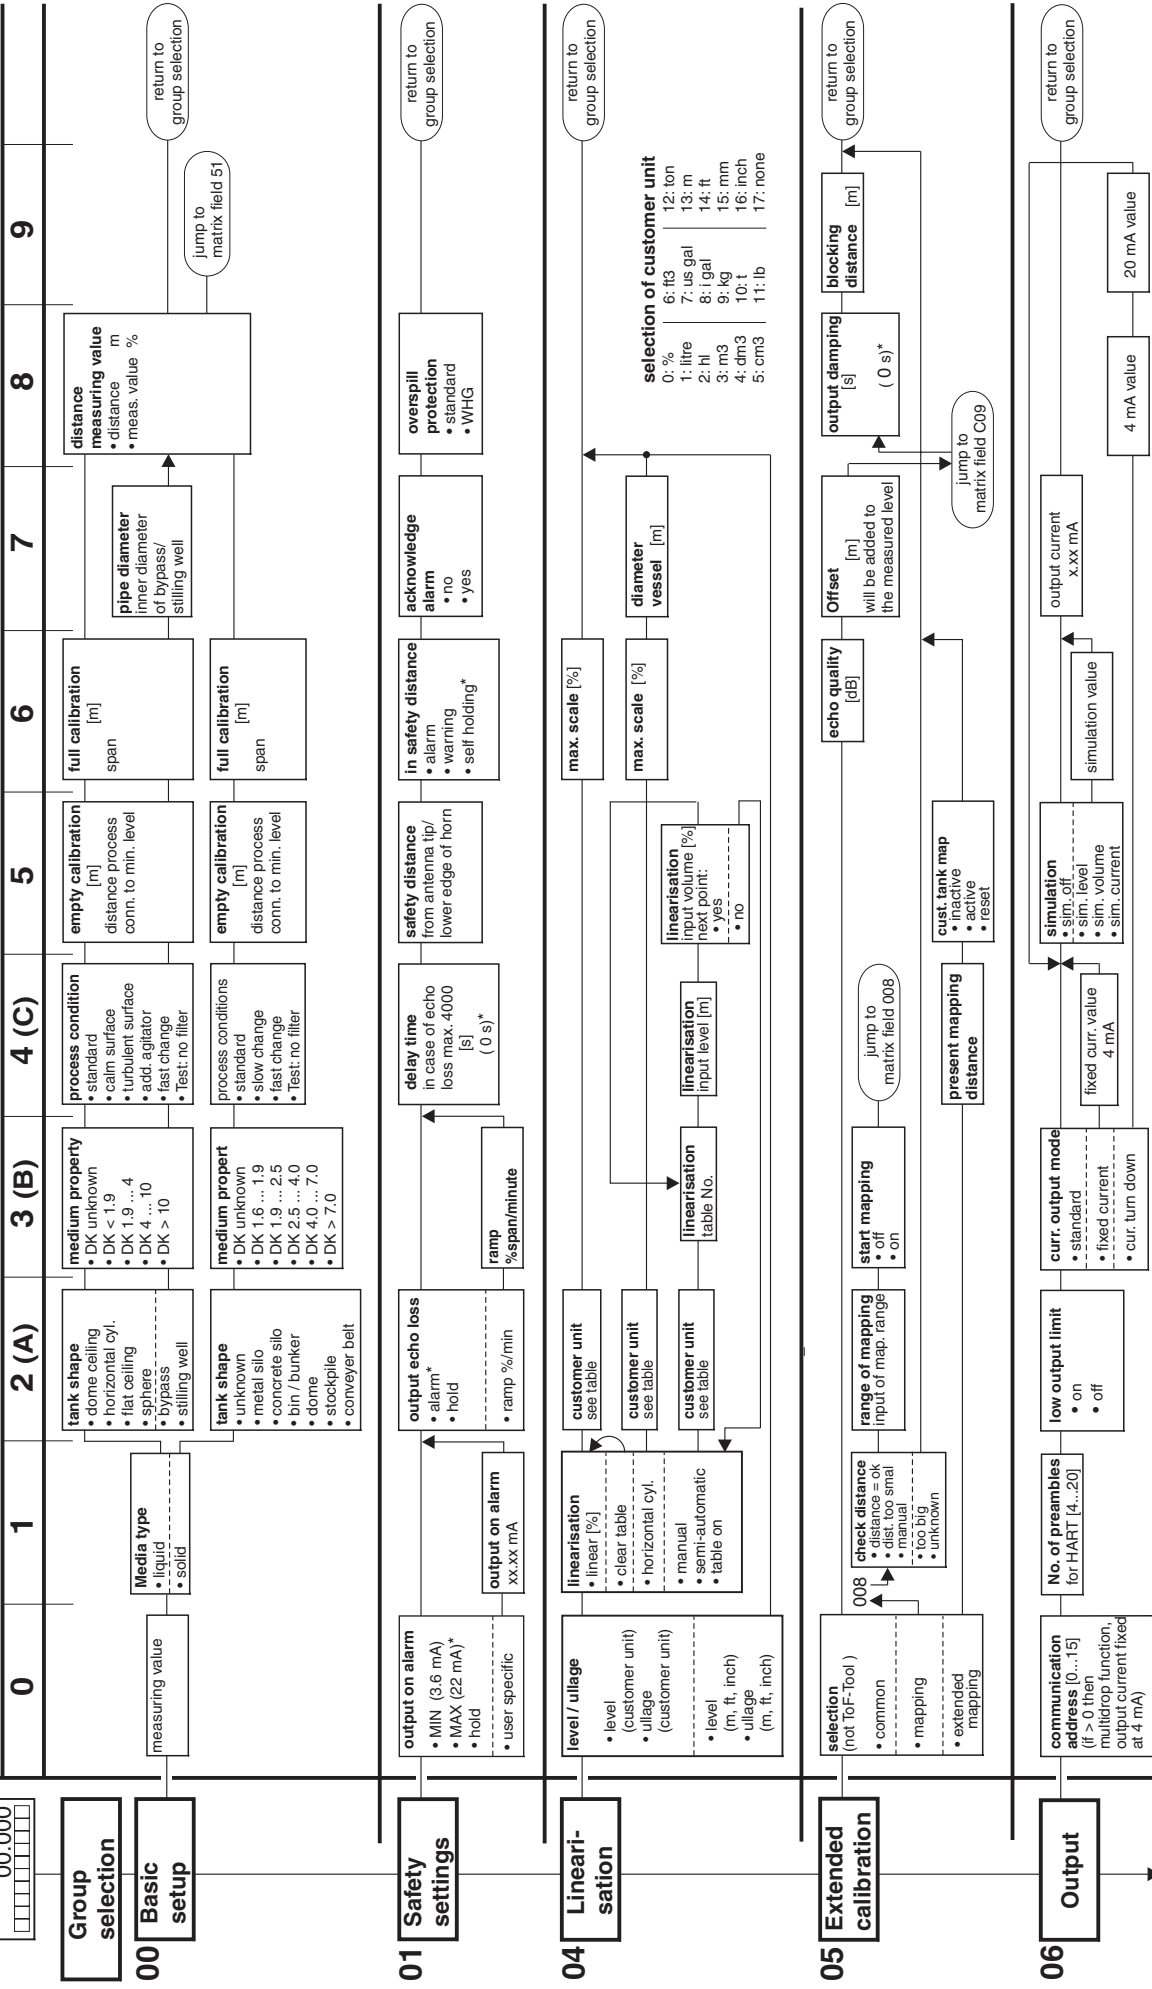 00.000
0
1
2 (A)
3 (B)
4 (C)
5
6
7
8
9
Group
selection
00
Basic
setup
measuring value
Media type
• liquid
• solid
tank shape
• dome ceiling
• horizontal cyl.
• flat ceiling
• sphere
• bypass
• stilling well
medium property
• DK unknown
• DK < 1.9
• DK 1.9 ... 4
• DK 4 ... 10
• DK > 10
process condition
• standard
• calm surface
• turbulent surface
• add. agitator
• fast change
• Test: no filter
empty calibration
[m]
distance process
conn. to min. level
full calibration
[m]
span
pipe diameter
inner diameter
of bypass/
stilling well
distance
measuring value
• distance m
• meas. value %
return to
group selection
jump to
matrix field 51
tank shape
• unknown
• metal silo
• concrete silo
• bin / bunker
• dome
• stockpile
• conveyer belt
medium propert
• DK unknown
• DK 1.6 ... 1.9
• DK 1.9 ... 2.5
• DK 2.5 ... 4.0
• DK 4.0 ... 7.0
• DK > 7.0
process conditions
• standard
• slow change
• fast change
• Test: no filter
empty calibration
[m]
distance process
conn. to min. level
full calibration
[m]
span
01
Safety
settings
output on alarm
• MIN (3.6 mA)
• MAX (22 mA)*
• hold
• user specific
output on alarm
xx.xx mA
output echo loss
• alarm*
• hold
• ramp %/min
ramp
%span/minute
delay time
in case of echo
loss max. 4000
[s]
( 0 s)*
safety distance
from antenna tip/
lower edge of horn
in safety distance
• alarm
• warning
• self holding*
acknowledge
alarm
• no
• yes
overspill
protection
• standard
• WHG
return to
group selection
04
Lineari-
sation
level / ullage
• level
(customer unit)
• ullage
(customer unit)
• level
(m, ft, inch)
• ullage
(m, ft, inch)
linearisation
• linear [%]
• clear table
• horizontal cyl.
• manual
• semi-automatic
• table on
customer unit
see table
customer unit
see table
customer unit
see table
linearisation
table No.
linearisation
input level [m]
linearisation
input volume [%]
next point:
• yes
• no
max. scale [%]
max. scale [%]
diameter
vessel [m]
return to
group selection
selection of customer unit
0: % 6: ft3 12: ton
1: litre 7: us gal 13: m
2: hl 8: i gal 14: ft
3: m3 9: kg 15: mm
4: dm3 10: t 16: inch
5: cm3 11: lb 17: none
05
Extended
calibration
selection
(not ToF-Tool )
• common
• mapping
• extended
mapping
008
check distance
• distance = ok
• dist. too smal
• manual
• too big
• unknown
range of mapping
input of map. range
start mapping
• off
• on
jump to
matrix field 008
present mapping
distance
cust. tank map
• inactive
• active
• reset
echo quality
[dB]
Offset
[m]
will be added to
the measured level
jump to
matrix field C09
output damping
[s]
( 0 s)*
blocking
distance [m]
return to
group selection
06
Output
communication
address [0...15]
(if > 0 then
multidrop function,
output current fixed
at 4 mA)
No. of preambles
for HART [4...20]
low output limit
• on
• off
curr. output mode
• standard
• fixed current
• cur. turn down
fixed curr. value
4 mA
simulation
• sim. off
• sim. level
• sim. volume
• sim. current
simulation value
output current
x.xx mA
4 mA value
20 mA value
return to
group selection